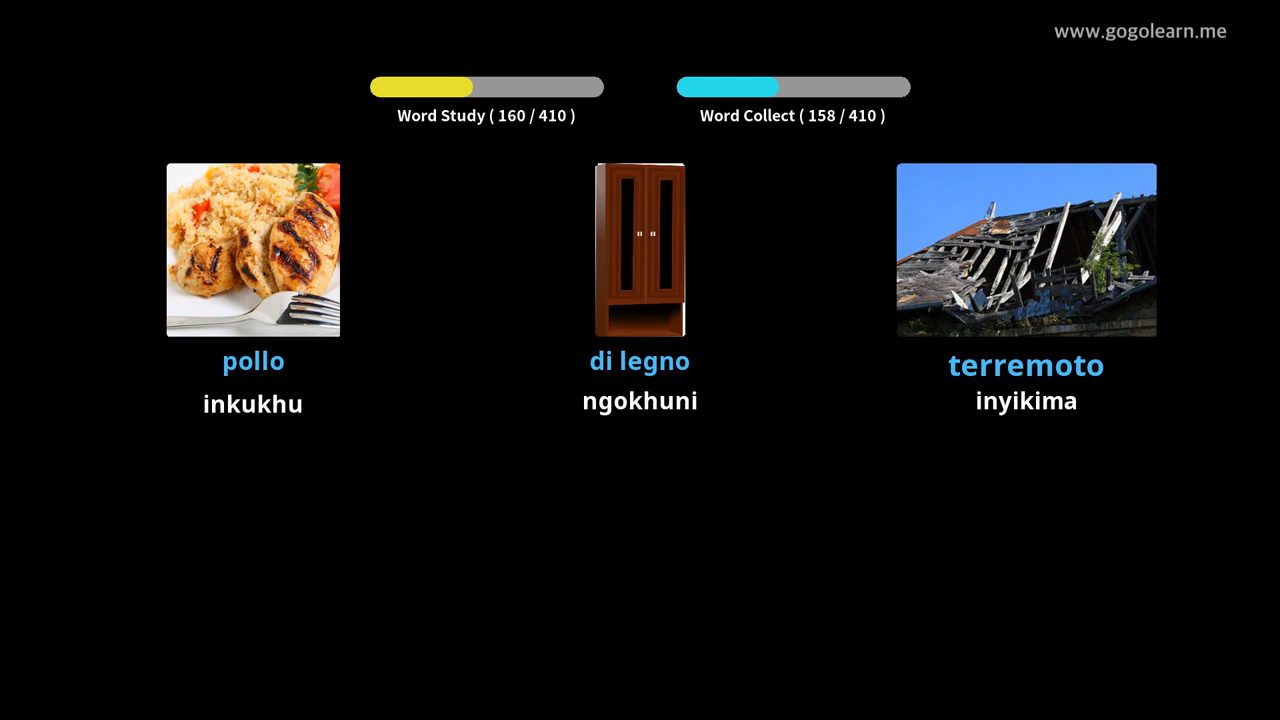 www.gogolearn.me
Word Study ( 160 / 410 )
Word Collect ( 158 / 410 )
pollo
inkukhu
di legno
ngokhuni
terremoto
inyikima